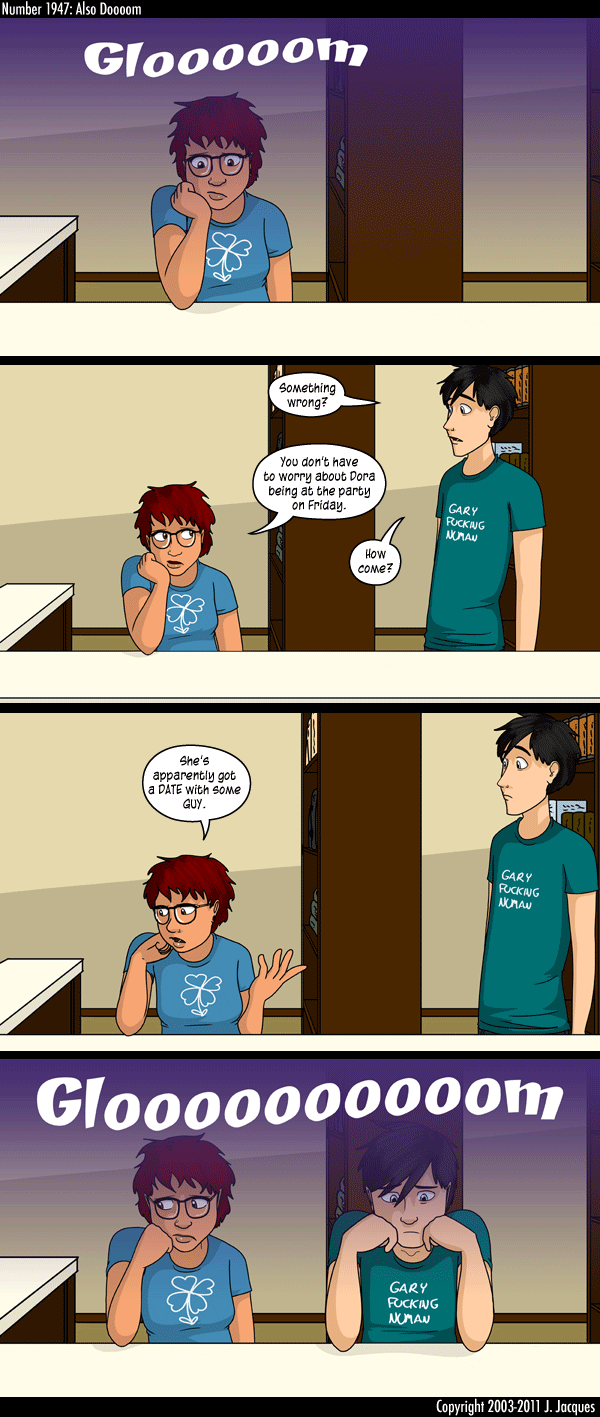 Number 1947: Also Doooom
Glooooom
Something
wrong?
You don't have
to worry about Dora
being at the party
on Friday.
How
come?
GARY
FUCKING
NUMAN
She's
apparently got
a DATE with some
GUY.
GARY
FUCKING
NUMAN
Gloooooooooom
GARY
FUCKING
NUMAN
Copyright 2003-2011 J. Jacques